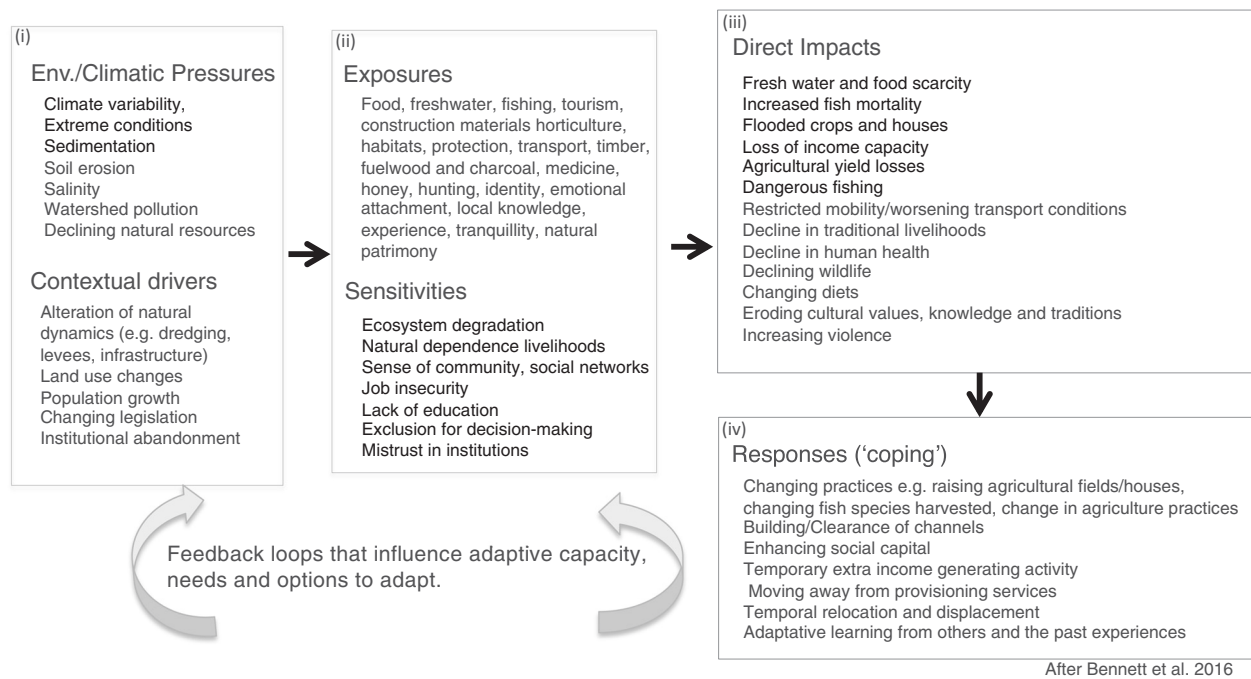 (i)
Env./Climatic Pressures
Climate variability,
Extreme conditions
Sedimentation
Soil erosion
Salinity
Watershed pollution
Declining natural resources
Contextual drivers
Alteration of natural
dynamics (e.g. dredging,
levees, infrastructure)
Land use changes
Population growth
Changing legislation
Institutional abandonment
(ii)
Exposures
Food, freshwater, fishing, tourism,
construction materials horticulture,
habitats, protection, transport, timber,
fuelwood and charcoal, medicine,
honey, hunting, identity, emotional
attachment, local knowledge,
experience, tranquillity, natural
patrimony
Sensitivities
Ecosystem degradation
Natural dependence livelihoods
Sense of community, social networks
Job insecurity
Lack of education
Exclusion for decision-making
Mistrust in institutions
(iii)
Direct Impacts
Fresh water and food scarcity
Increased fish mortality
Flooded crops and houses
Loss of income capacity
Agricultural yield losses
Dangerous fishing
Restricted mobility/worsening transport conditions
Decline in traditional livelihoods
Decline in human health
Declining wildlife
Changing diets
Eroding cultural values, knowledge and traditions
Increasing violence
(iv)
Responses (‘coping’)
Changing practices e.g. raising agricultural fields/houses,
changing fish species harvested, change in agriculture practices
Building/Clearance of channels
Enhancing social capital
Temporary extra income generating activity
Moving away from provisioning services
Temporal relocation and displacement
Adaptative learning from others and the past experiences
Feedback loops that influence adaptive capacity,
needs and options to adapt.
After Bennett et al. 2016